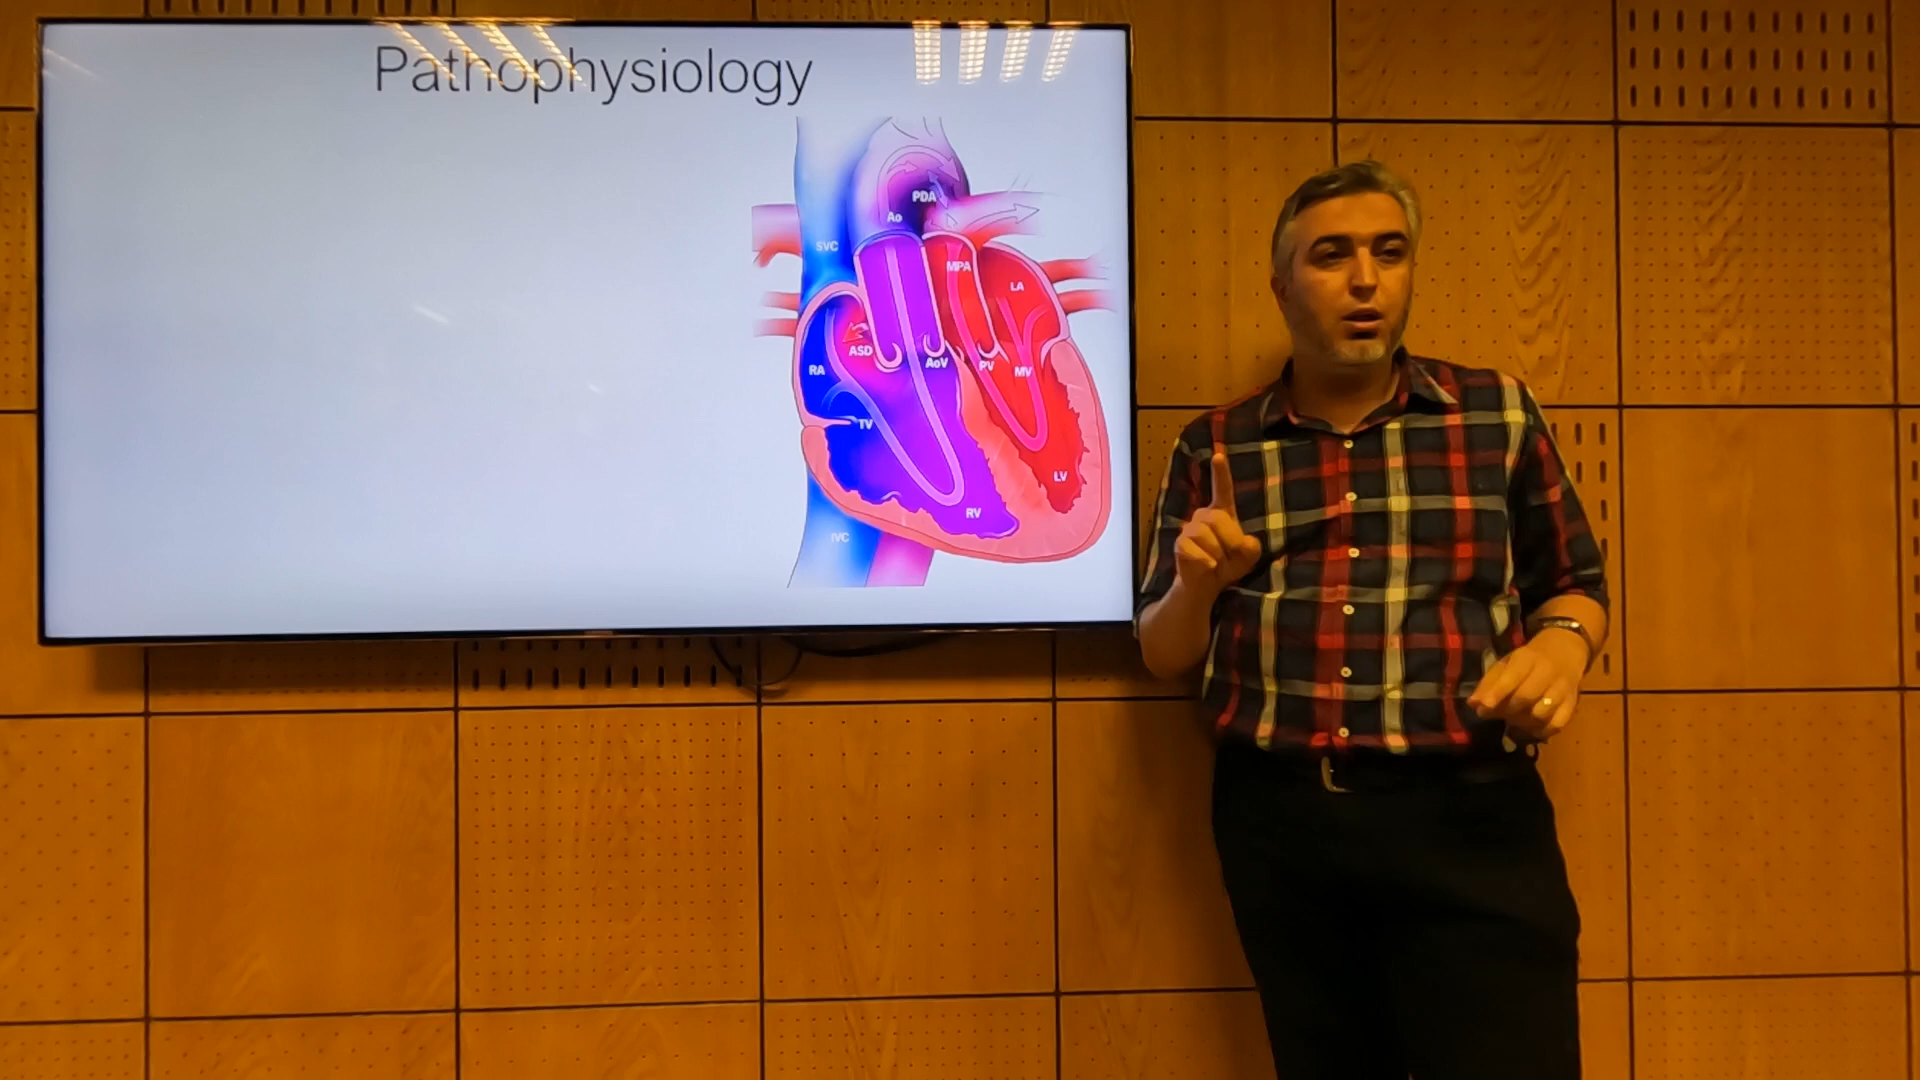 Pathophysiology
PDA
Ao
SVC
MPA
LA
ASD
AoV
PV
MV
RA
TV
LV
RV
IVC